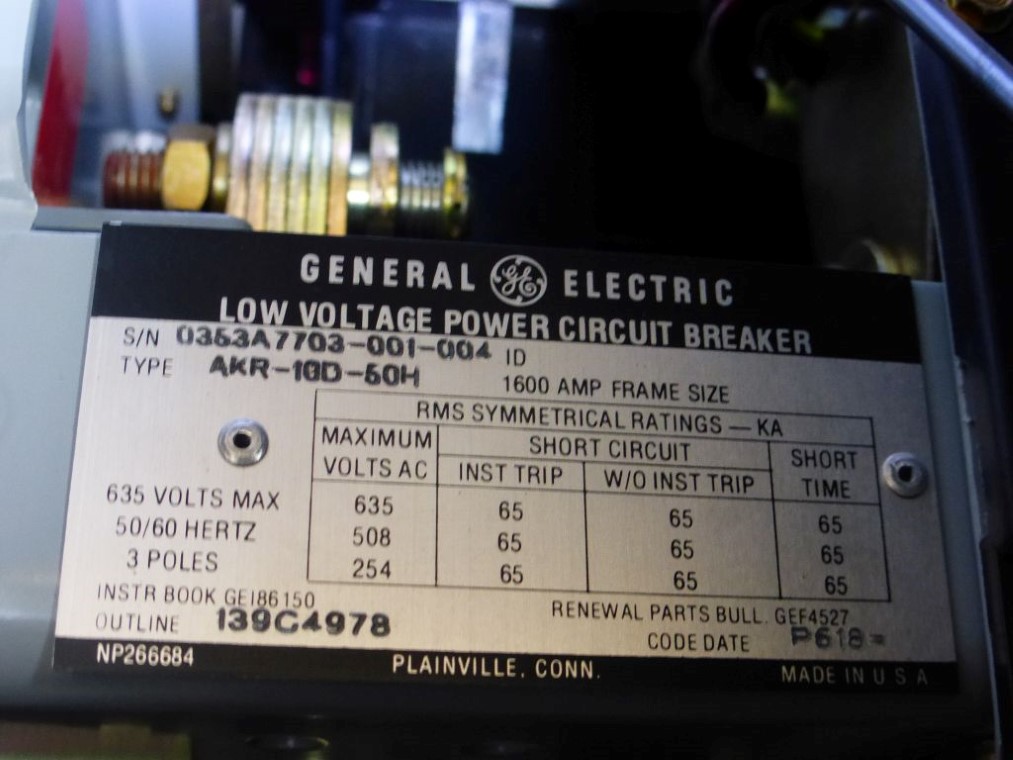 GENERAL GE ELECTRIC
LOW VOLTAGE POWER CIRCUIT BREAKER
S/N 0353A7703-001-004 ID
TYPE AKR-10D-50H 1600 AMP FRAME SIZE
RMS SYMMETRICAL RATINGS — KA
MAXIMUM VOLTS AC SHORT CIRCUIT SHORT TIME
INST TRIP W/O INST TRIP
635 VOLTS MAX 635 65 65 65
50/60 HERTZ 508 65 65 65
3 POLES 254 65 65 65
INSTR BOOK GEI86150 RENEWAL PARTS BULL. GEF4527
OUTLINE 139C4978 CODE DATE P618=
NP266684 PLAINVILLE, CONN. MADE IN U S A